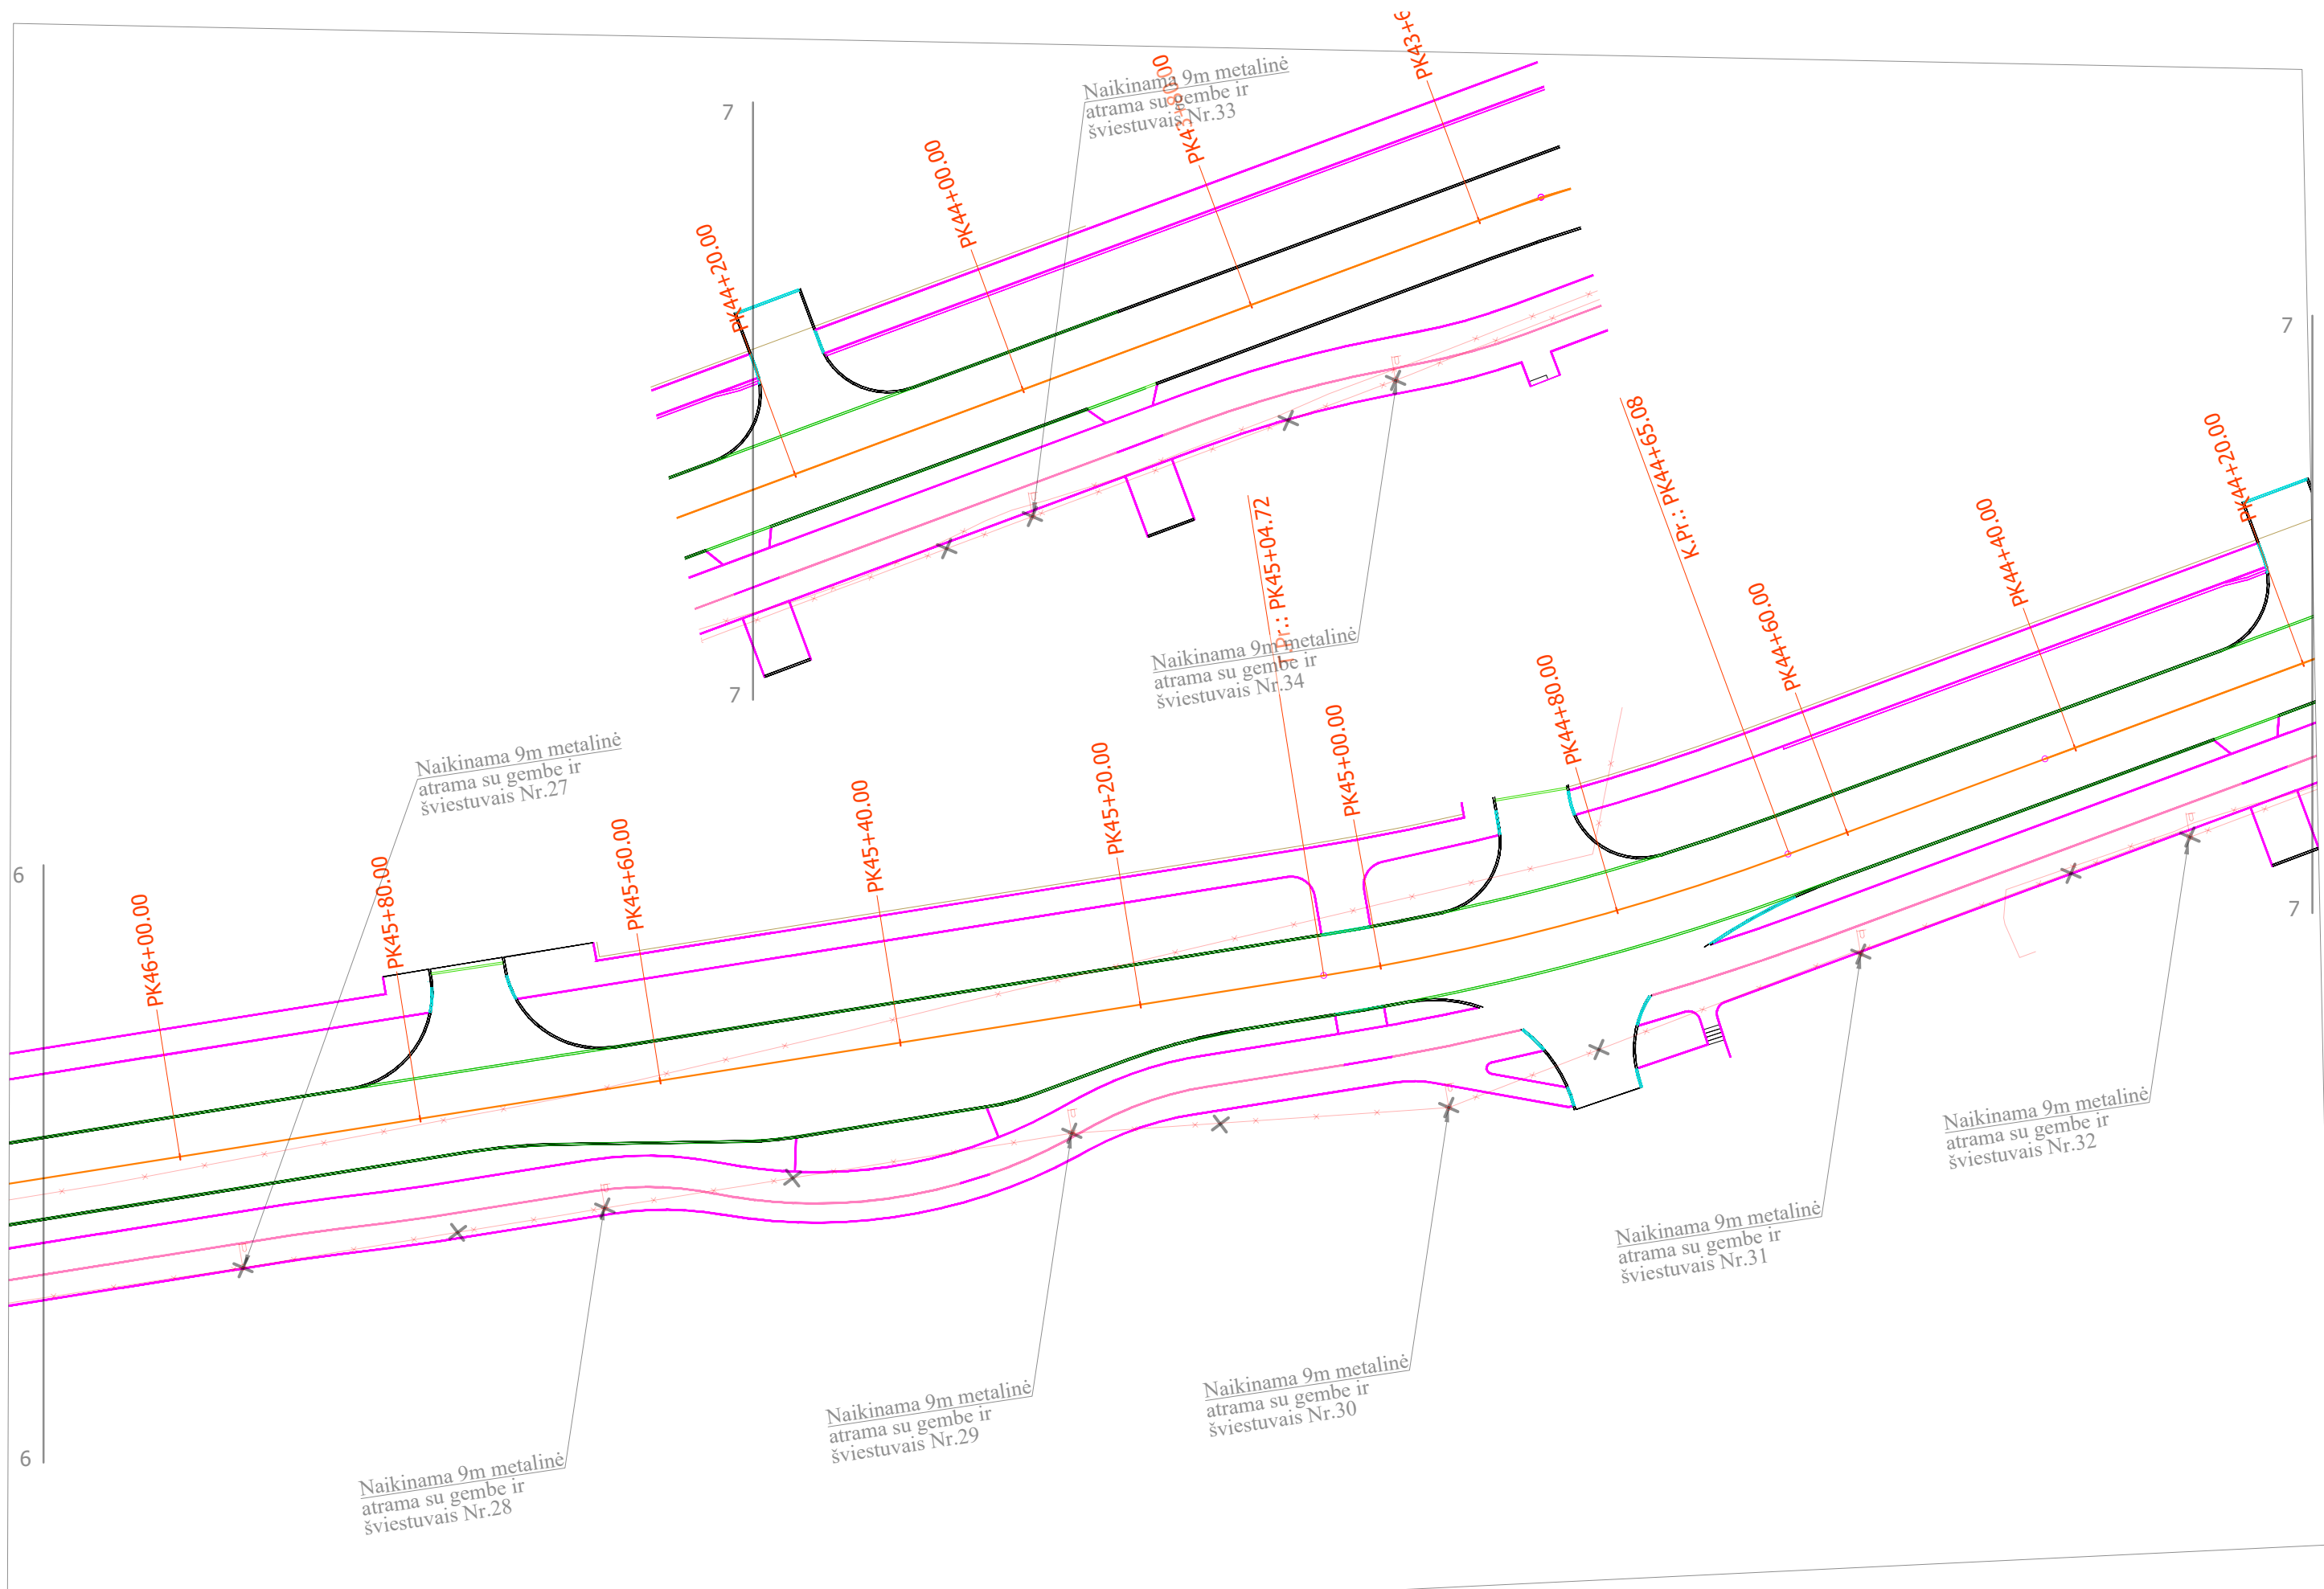 PK43+6
PK43+80.00
Naikinama 9m metalinė
atrama su gembe ir
šviestuvais Nr.33
7
PK44+00.00
PK44+20.00
7
Naikinama 9m metalinė
atrama su gembe ir
šviestuvais Nr.34
7
K.Pr.: PK44+65.08
PK44+20.00
PK44+40.00
PK44+60.00
PK44+80.00
PK45+00.00
PK45+04.72
PK45+20.00
PK45+40.00
PK45+60.00
PK45+80.00
PK46+00.00
7
Naikinama 9m metalinė
atrama su gembe ir
šviestuvais Nr.27
6
6
Naikinama 9m metalinė
atrama su gembe ir
šviestuvais Nr.28
Naikinama 9m metalinė
atrama su gembe ir
šviestuvais Nr.29
Naikinama 9m metalinė
atrama su gembe ir
šviestuvais Nr.30
Naikinama 9m metalinė
atrama su gembe ir
šviestuvais Nr.31
Naikinama 9m metalinė
atrama su gembe ir
šviestuvais Nr.32